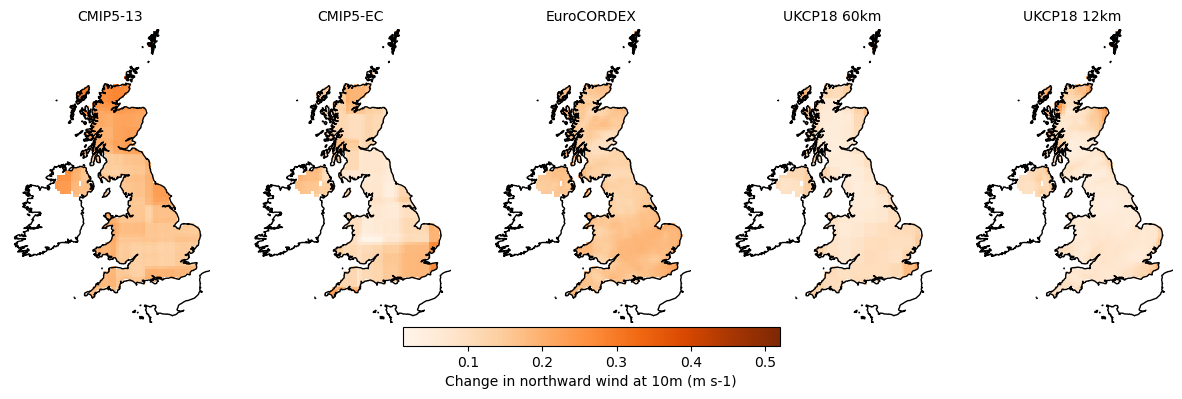 CMIP5-13 CMIP5-EC EuroCORDEX UKCP18 60km UKCP18 12km
0.1 0.2 0.3 0.4 0.5
Change in northward wind at 10m (m s-1)